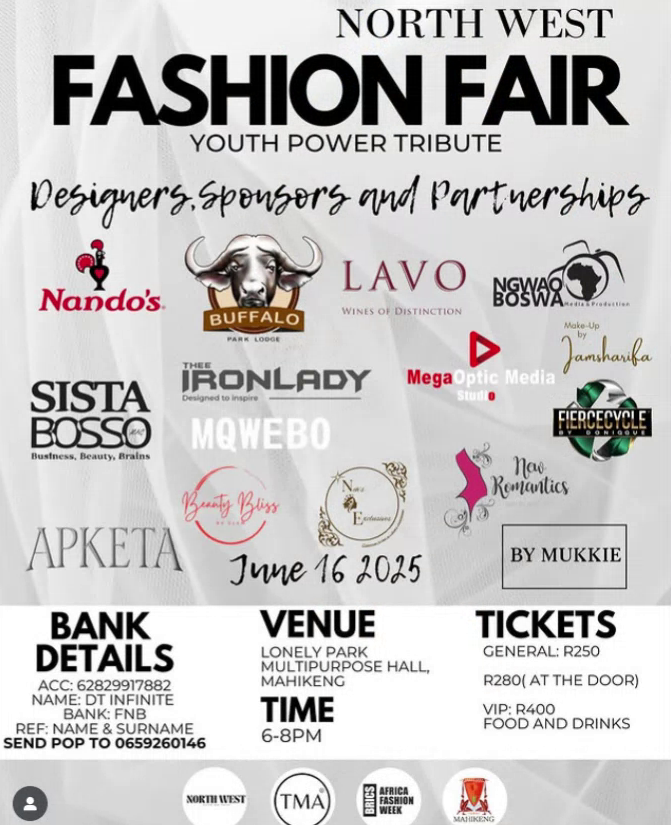 NORTH WEST
FASHION FAIR
YOUTH POWER TRIBUTE
Designers,Sponsors and Partnerships
Nando's.
BUFFALO
PARK LODGE
LAVO
WINES OF DISTINCTION
NGWAO
BOSWA
Media & Production
Make-Up
by
Jamsharifa
SISTA
BOSSO
Business, Beauty, Brains
THEE
IRONLADY
Designed to inspire
MQWEBO
MegaOptic Media
Studio
FIERCECYCLE
BY DONIQQUE
Beauty Bliss
New
Romantics
APKETA
June 16 2025
BY MUKKIE
BANK
DETAILS
ACC: 62829917882
NAME: DT INFINITE
BANK: FNB
REF: NAME & SURNAME
SEND POP TO 0659260146
VENUE
LONELY PARK
MULTIPURPOSE HALL,
MAHIKENG
TIME
6-8PM
TICKETS
GENERAL: R250
R280( AT THE DOOR)
VIP: R400
FOOD AND DRINKS
NORTH WEST
TMA
BRICS
AFRICA
FASHION
WEEK
MAHIKENG